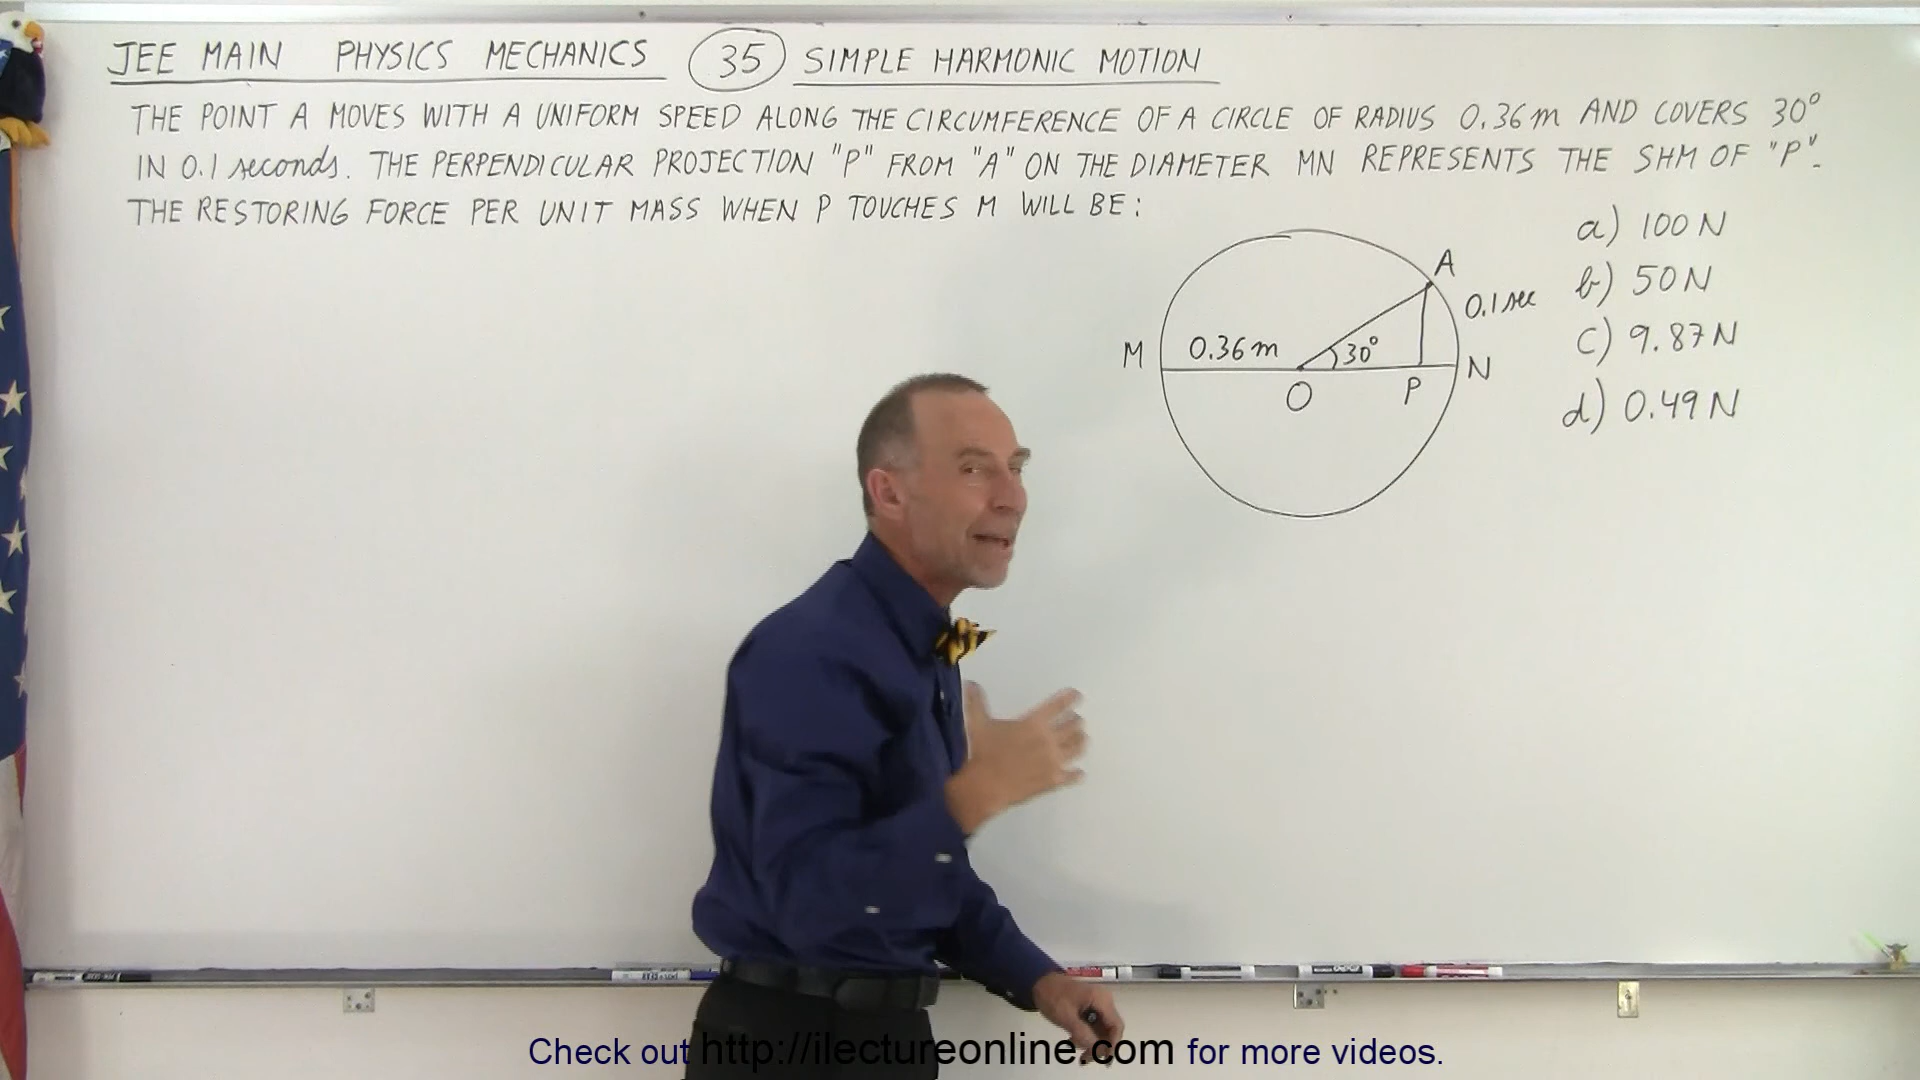 JEE MAIN PHYSICS MECHANICS 35 SIMPLE HARMONIC MOTION
THE POINT A MOVES WITH A UNIFORM SPEED ALONG THE CIRCUMFERENCE OF A CIRCLE OF RADIUS 0.36m AND COVERS 30°
IN 0.1 seconds. THE PERPENDICULAR PROJECTION "P" FROM "A" ON THE DIAMETER MN REPRESENTS THE SHM OF "P".
THE RESTORING FORCE PER UNIT MASS WHEN P TOUCHES M WILL BE:
a) 100 N
b) 50 N
c) 9.87 N
d) 0.49 N
A
0.1 sec
M 0.36m 30° N
O P
Check out http://ilectureonline.com for more videos.